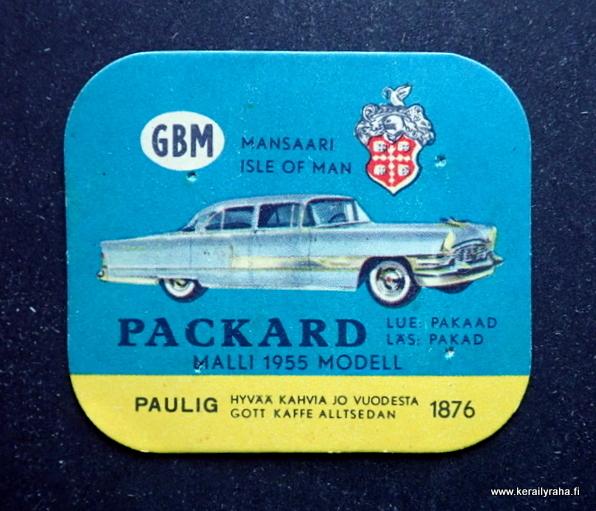 GBM
MANSAARI
ISLE OF MAN
PACKARD
LUE: PAKAAD
LÄS: PAKAD
MALLI 1955 MODELL
PAULIG
HYVÄÄ KAHVIA JO VUODESTA
GOTT KAFFE ALLTSEDAN
1876
www.kerailyraha.fi